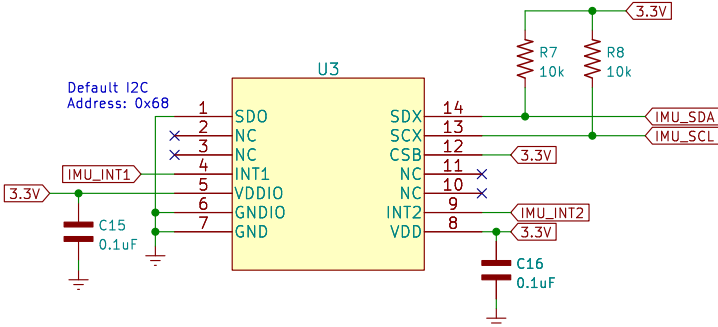 3.3V
R7
10k
R8
10k
U3
Default I2C
Address: 0x68
1 SDO
2 NC
3 NC
4 INT1
5 VDDIO
6 GNDIO
7 GND
SDX 14
SCX 13
CSB 12
NC 11
NC 10
INT2 9
VDD 8
IMU_SDA
IMU_SCL
3.3V
IMU_INT1
3.3V
IMU_INT2
3.3V
C15
0.1uF
C16
0.1uF